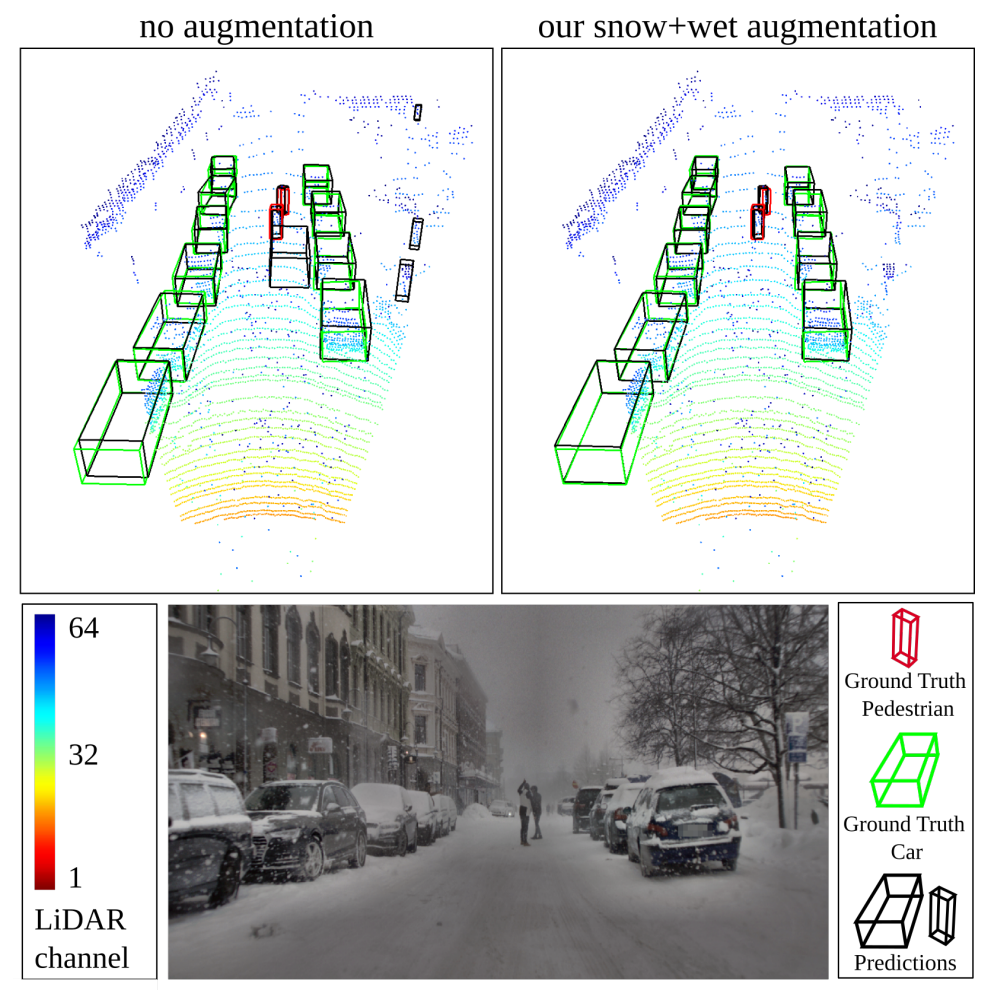 no augmentation
our snow+wet augmentation
64
32
1
LiDAR
channel
Ground Truth
Pedestrian
Ground Truth
Car
Predictions